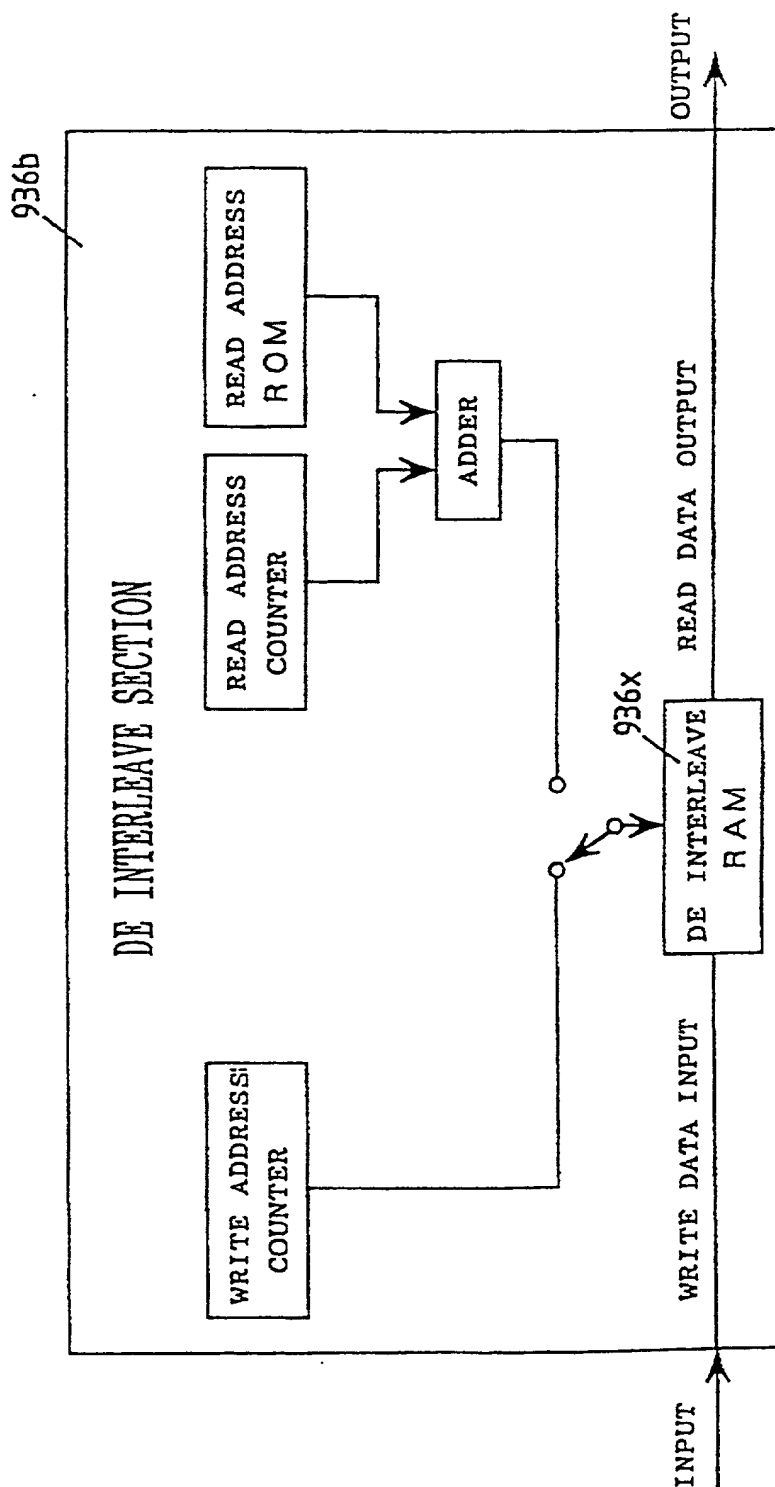 936b
DE INTERLEAVE SECTION
WRITE ADDRESS
COUNTER
READ ADDRESS
COUNTER
READ ADDRESS
ROM
ADDER
936x
INPUT
WRITE DATA INPUT
DE INTERLEAVE
RAM
READ DATA OUTPUT
OUTPUT